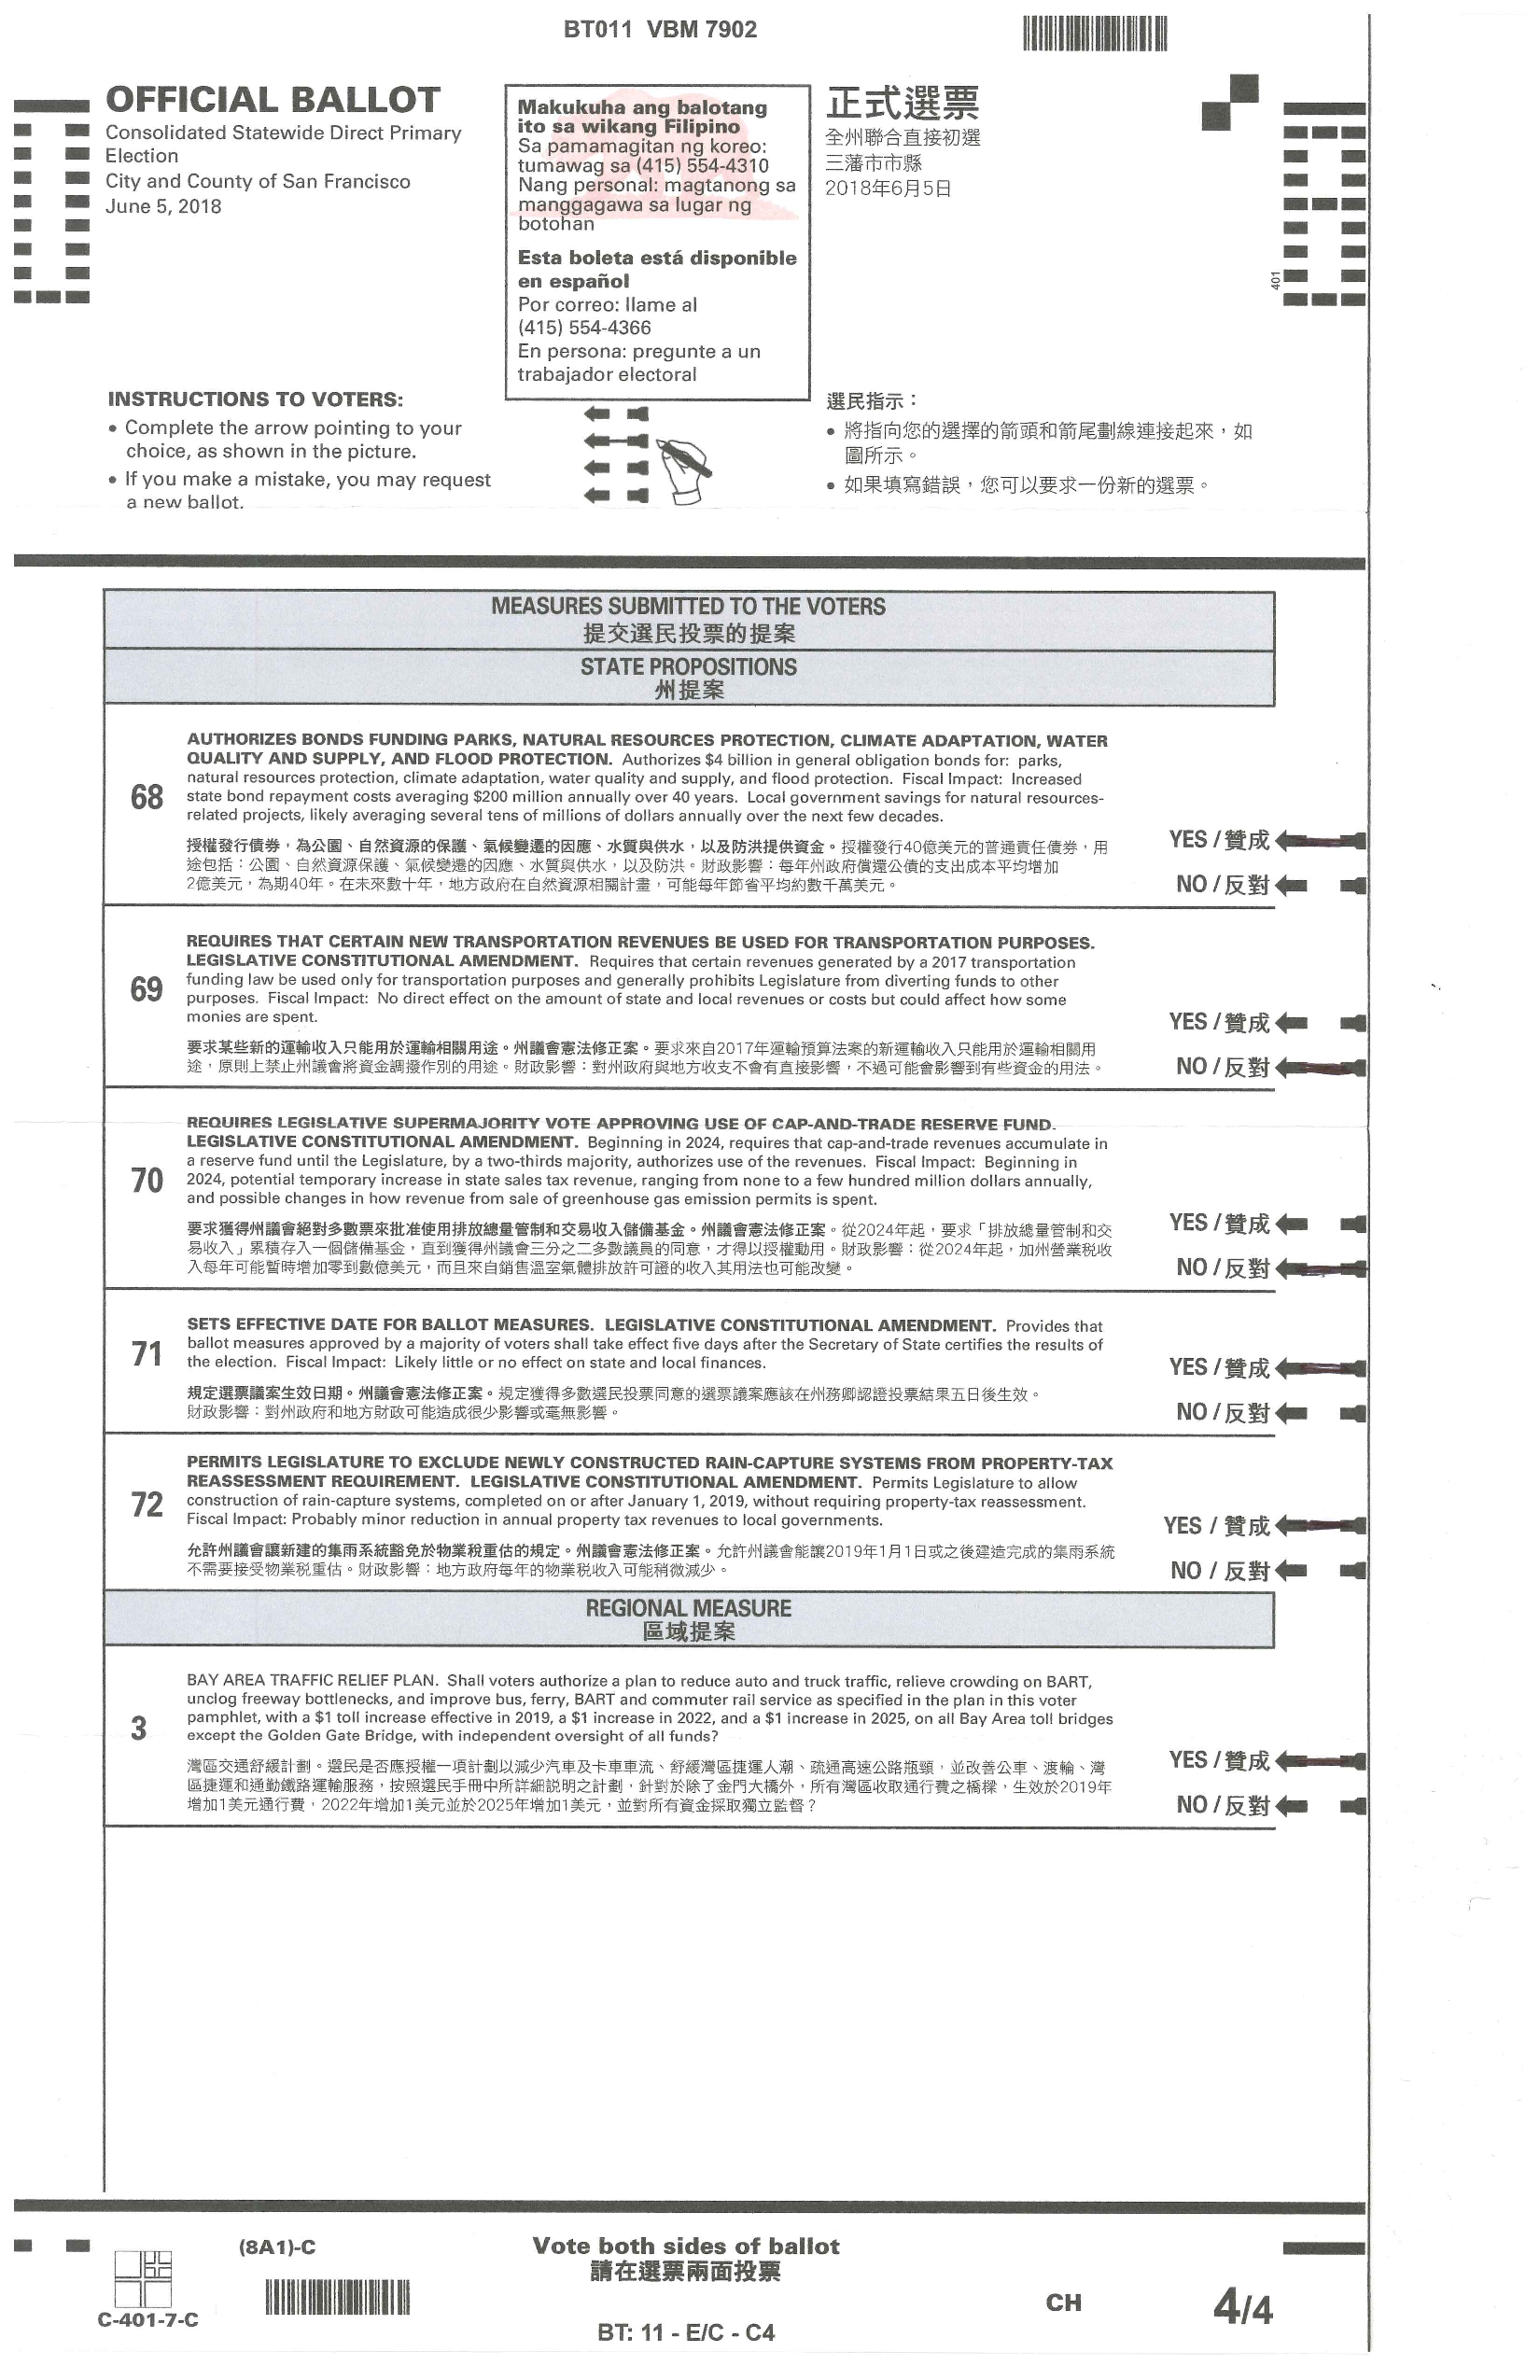 BT011 VBM 7902
OFFICIAL BALLOT
Consolidated Statewide Direct Primary
Election
City and County of San Francisco
June 5, 2018
Makukuha ang balotang
ito sa wikang Filipino
Sa pamamagitan ng koreo:
tumawag sa (415) 554-4310
Nang personal: magtanong sa
manggagawa sa lugar ng
botohan
Esta boleta está disponible
en español
Por correo: llame al
(415) 554-4366
En persona: pregunte a un
trabajador electoral
正式選票
全州聯合直接初選
三藩市市縣
2018年6月5日
401
INSTRUCTIONS TO VOTERS:
• Complete the arrow pointing to your
choice, as shown in the picture.
• If you make a mistake, you may request
a new ballot.
選民指示：
• 將指向您的選擇的箭頭和箭尾劃線連接起來，如
圖所示。
• 如果填寫錯誤，您可以要求一份新的選票。
MEASURES SUBMITTED TO THE VOTERS
提交選民投票的提案
STATE PROPOSITIONS
州提案
68
AUTHORIZES BONDS FUNDING PARKS, NATURAL RESOURCES PROTECTION, CLIMATE ADAPTATION, WATER
QUALITY AND SUPPLY, AND FLOOD PROTECTION. Authorizes $4 billion in general obligation bonds for: parks,
natural resources protection, climate adaptation, water quality and supply, and flood protection. Fiscal Impact: Increased
state bond repayment costs averaging $200 million annually over 40 years. Local government savings for natural resources-
related projects, likely averaging several tens of millions of dollars annually over the next few decades.
授權發行債券，為公園、自然資源的保護、氣候變遷的因應、水質與供水，以及防洪提供資金。授權發行40億美元的普通責任債券，用
途包括：公園、自然資源保護、氣候變遷的因應、水質與供水，以及防洪。財政影響：每年州政府償還公債的支出成本平均增加
2億美元，為期40年。在未來數十年，地方政府在自然資源相關計畫，可能每年節省平均約數千萬美元。
YES / 贊成
NO / 反對
69
REQUIRES THAT CERTAIN NEW TRANSPORTATION REVENUES BE USED FOR TRANSPORTATION PURPOSES.
LEGISLATIVE CONSTITUTIONAL AMENDMENT. Requires that certain revenues generated by a 2017 transportation
funding law be used only for transportation purposes and generally prohibits Legislature from diverting funds to other
purposes. Fiscal Impact: No direct effect on the amount of state and local revenues or costs but could affect how some
monies are spent.
要求某些新的運輸收入只能用於運輸相關用途。州議會憲法修正案。要求來自2017年運輸預算法案的新運輸收入只能用於運輸相關用
途，原則上禁止州議會將資金調撥作別的用途。財政影響：對州政府與地方收支不會有直接影響，不過可能會影響到有些資金的用法。
YES / 贊成
NO / 反對
70
REQUIRES LEGISLATIVE SUPERMAJORITY VOTE APPROVING USE OF CAP-AND-TRADE RESERVE FUND.
LEGISLATIVE CONSTITUTIONAL AMENDMENT. Beginning in 2024, requires that cap-and-trade revenues accumulate in
a reserve fund until the Legislature, by a two-thirds majority, authorizes use of the revenues. Fiscal Impact: Beginning in
2024, potential temporary increase in state sales tax revenue, ranging from none to a few hundred million dollars annually,
and possible changes in how revenue from sale of greenhouse gas emission permits is spent.
要求獲得州議會絕對多數票來批准使用排放總量管制和交易收入儲備基金。州議會憲法修正案。從2024年起，要求「排放總量管制和交
易收入」累積存入一個儲備基金，直到獲得州議會三分之二多數議員的同意，才得以授權動用。財政影響：從2024年起，加州營業税收
入每年可能暫時增加零到數億美元，而且來自銷售溫室氣體排放許可證的收入其用法也可能改變。
YES / 贊成
NO / 反對
71
SETS EFFECTIVE DATE FOR BALLOT MEASURES. LEGISLATIVE CONSTITUTIONAL AMENDMENT. Provides that
ballot measures approved by a majority of voters shall take effect five days after the Secretary of State certifies the results of
the election. Fiscal Impact: Likely little or no effect on state and local finances.
規定選票議案生效日期。州議會憲法修正案。規定獲得多數選民投票同意的選票議案應該在州務卿認證投票結果五日後生效。
財政影響：對州政府和地方財政可能造成很少影響或毫無影響。
YES / 贊成
NO / 反對
72
PERMITS LEGISLATURE TO EXCLUDE NEWLY CONSTRUCTED RAIN-CAPTURE SYSTEMS FROM PROPERTY-TAX
REASSESSMENT REQUIREMENT. LEGISLATIVE CONSTITUTIONAL AMENDMENT. Permits Legislature to allow
construction of rain-capture systems, completed on or after January 1, 2019, without requiring property-tax reassessment.
Fiscal Impact: Probably minor reduction in annual property tax revenues to local governments.
允許州議會讓新建的集雨系統豁免於物業税重估的規定。州議會憲法修正案。允許州議會能讓2019年1月1日或之後建造完成的集雨系統
不需要接受物業税重估。財政影響：地方政府每年的物業税收入可能稍微減少。
YES / 贊成
NO / 反對
REGIONAL MEASURE
區域提案
3
BAY AREA TRAFFIC RELIEF PLAN. Shall voters authorize a plan to reduce auto and truck traffic, relieve crowding on BART,
unclog freeway bottlenecks, and improve bus, ferry, BART and commuter rail service as specified in the plan in this voter
pamphlet, with a $1 toll increase effective in 2019, a $1 increase in 2022, and a $1 increase in 2025, on all Bay Area toll bridges
except the Golden Gate Bridge, with independent oversight of all funds?
灣區交通舒緩計劃。選民是否應授權一項計劃以減少汽車及卡車車流、舒緩灣區捷運人潮、疏通高速公路瓶頸，並改善公車、渡輪、灣
區捷運和通勤鐵路運輸服務，按照選民手冊中所詳細説明之計劃，針對於除了金門大橋外，所有灣區收取通行費之橋樑，生效於2019年
增加1美元通行費，2022年增加1美元並於2025年增加1美元，並對所有資金採取獨立監督？
YES / 贊成
NO / 反對
(8A1)-C
Vote both sides of ballot
請在選票兩面投票
C-401-7-C
BT: 11 - E/C - C4
CH
4/4